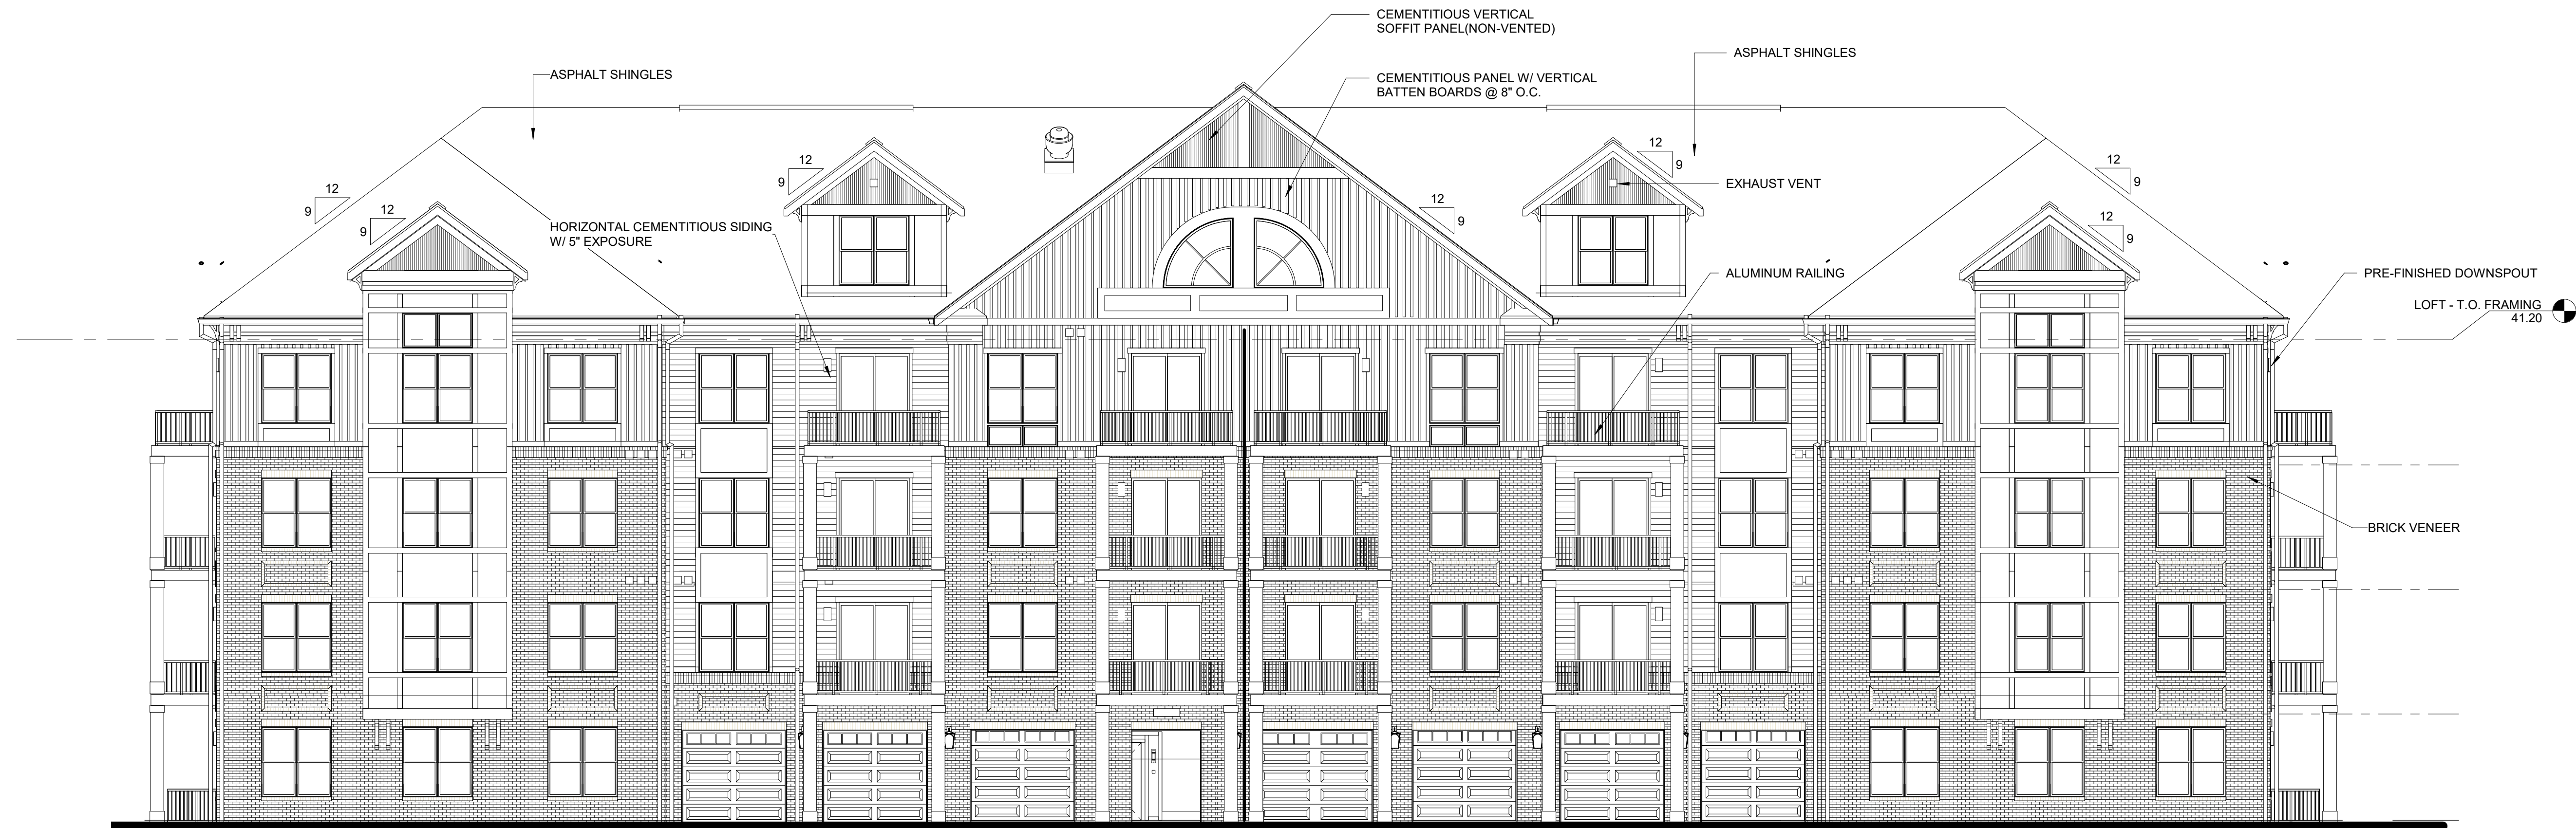 CEMENTITIOUS VERTICAL
SOFFIT PANEL(NON-VENTED)
ASPHALT SHINGLES
ASPHALT SHINGLES
CEMENTITIOUS PANEL W/ VERTICAL
BATTEN BOARDS @ 8" O.C.
12
9
12
9
12
9
12
9
12
9
EXHAUST VENT
12
9
12
9
HORIZONTAL CEMENTITIOUS SIDING
W/ 5" EXPOSURE
ALUMINUM RAILING
PRE-FINISHED DOWNSPOUT
LOFT - T.O. FRAMING
41.20
BRICK VENEER